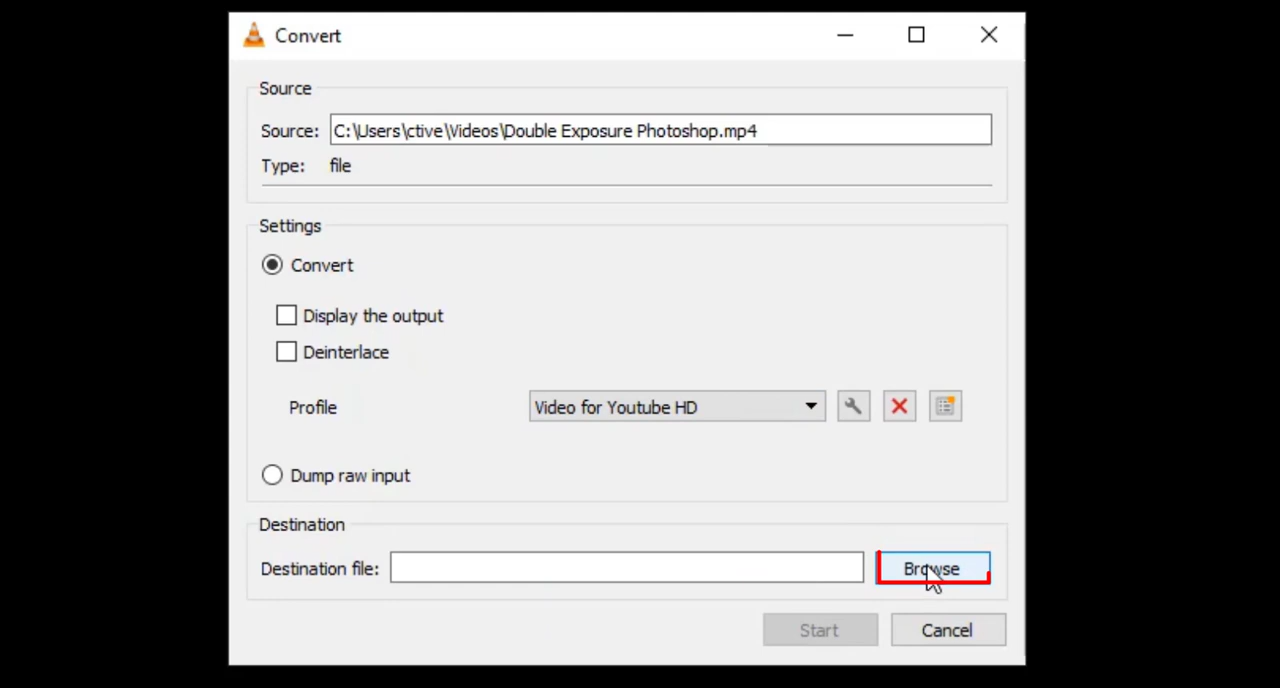 Convert
Source
Source: C:\Users\ctive\Videos\Double Exposure Photoshop.mp4
Type: file
Settings
Convert
Display the output
Deinterlace
Profile Video for Youtube HD
Dump raw input
Destination
Destination file: Browse
Start Cancel